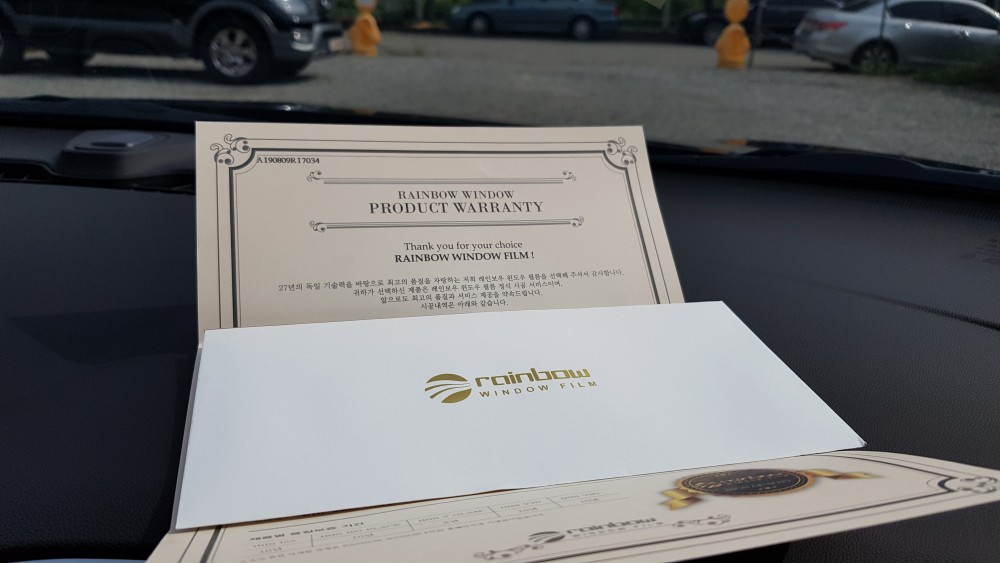 A190809R17034
RAINBOW WINDOW
PRODUCT WARRANTY
Thank you for your choice
RAINBOW WINDOW FILM !
27년의 독일 기술력을 바탕으로 최고의 품질을 자랑하는 저희 레인보우 윈도우 필름을 선택해 주셔서 감사합니다.
귀하가 선택하신 제품은 레인보우 윈도우 필름 정식 시공 서비스이며,
앞으로도 최고의 품질과 서비스 제공을 약속드립니다.
시공내역은 아래와 같습니다.
rainbow
WINDOW FILM
rainbow